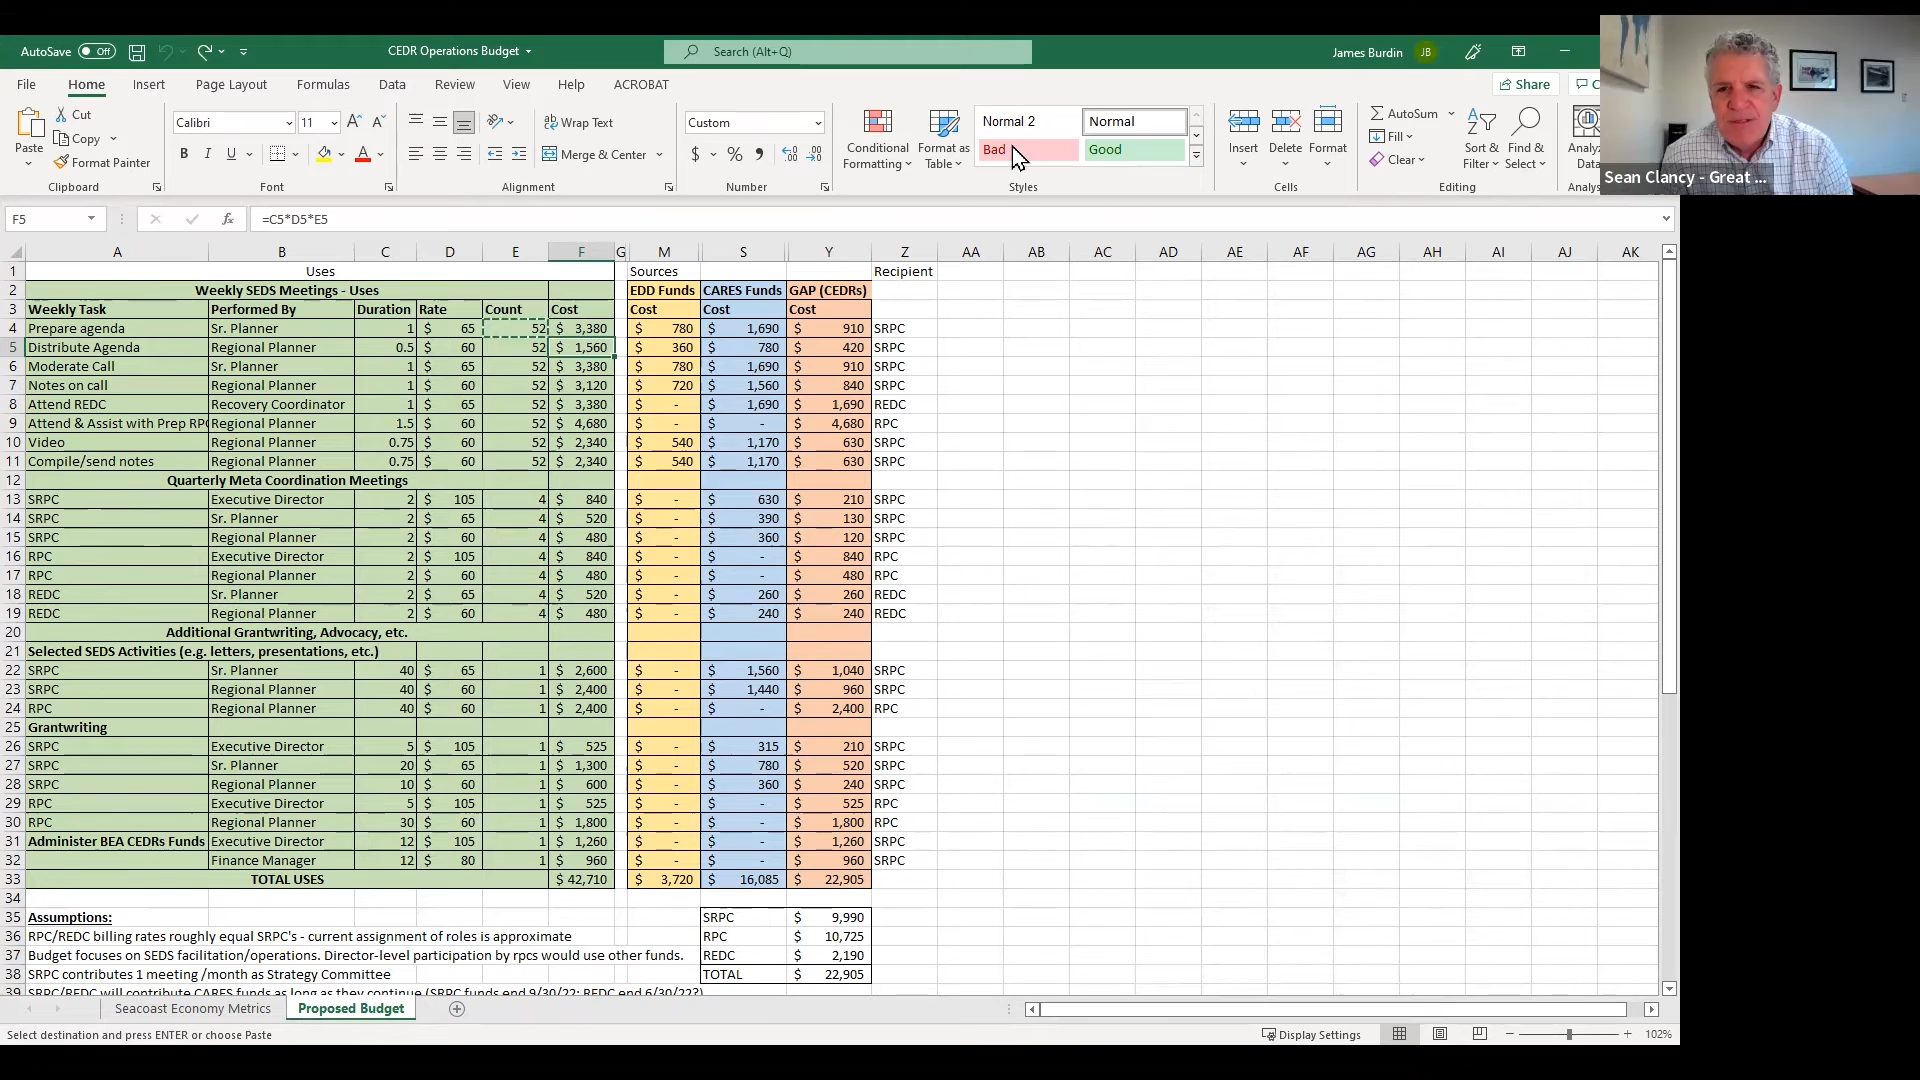 AutoSave Off CEDR Operations Budget Search (Alt+Q) James Burdin JB
File Home Insert Page Layout Formulas Data Review View Help ACROBAT Share
Paste Cut Copy Format Painter Clipboard
Calibri 11 B I U A A Font
Wrap Text Merge & Center Alignment
Custom $ % Number
Conditional Formatting Format as Table Normal 2 Normal Bad Good Styles
Insert Delete Format Cells
AutoSum Fill Clear Sort & Filter Find & Select Editing
Sean Clancy - Great ...
F5 fx =C5*D5*E5
A B C D E F G M S Y Z AA AB AC AD AE AF AG AH AI AJ AK
1 Uses Sources Recipient
2 Weekly SEDS Meetings - Uses EDD Funds CARES Funds GAP (CEDRs)
3 Weekly Task Performed By Duration Rate Count Cost Cost Cost Cost
4 Prepare agenda Sr. Planner 1 $ 65 52 $ 3,380 $ 780 $ 1,690 $ 910 SRPC
5 Distribute Agenda Regional Planner 0.5 $ 60 52 $ 1,560 $ 360 $ 780 $ 420 SRPC
6 Moderate Call Sr. Planner 1 $ 65 52 $ 3,380 $ 780 $ 1,690 $ 910 SRPC
7 Notes on call Regional Planner 1 $ 60 52 $ 3,120 $ 720 $ 1,560 $ 840 SRPC
8 Attend REDC Recovery Coordinator 1 $ 65 52 $ 3,380 $ - $ 1,690 $ 1,690 REDC
9 Attend & Assist with Prep RPC Regional Planner 1.5 $ 60 52 $ 4,680 $ - $ - $ 4,680 RPC
10 Video Regional Planner 0.75 $ 60 52 $ 2,340 $ 540 $ 1,170 $ 630 SRPC
11 Compile/send notes Regional Planner 0.75 $ 60 52 $ 2,340 $ 540 $ 1,170 $ 630 SRPC
12 Quarterly Meta Coordination Meetings
13 SRPC Executive Director 2 $ 105 4 $ 840 $ - $ 630 $ 210 SRPC
14 SRPC Sr. Planner 2 $ 65 4 $ 520 $ - $ 390 $ 130 SRPC
15 SRPC Regional Planner 2 $ 60 4 $ 480 $ - $ 360 $ 120 SRPC
16 RPC Executive Director 2 $ 105 4 $ 840 $ - $ - $ 840 RPC
17 RPC Regional Planner 2 $ 60 4 $ 480 $ - $ - $ 480 RPC
18 REDC Sr. Planner 2 $ 65 4 $ 520 $ - $ 260 $ 260 REDC
19 REDC Regional Planner 2 $ 60 4 $ 480 $ - $ 240 $ 240 REDC
20 Additional Grantwriting, Advocacy, etc.
21 Selected SEDS Activities (e.g. letters, presentations, etc.)
22 SRPC Sr. Planner 40 $ 65 1 $ 2,600 $ - $ 1,560 $ 1,040 SRPC
23 SRPC Regional Planner 40 $ 60 1 $ 2,400 $ - $ 1,440 $ 960 SRPC
24 RPC Regional Planner 40 $ 60 1 $ 2,400 $ - $ - $ 2,400 RPC
25 Grantwriting
26 SRPC Executive Director 5 $ 105 1 $ 525 $ - $ 315 $ 210 SRPC
27 SRPC Sr. Planner 20 $ 65 1 $ 1,300 $ - $ 780 $ 520 SRPC
28 SRPC Regional Planner 10 $ 60 1 $ 600 $ - $ 360 $ 240 SRPC
29 RPC Executive Director 5 $ 105 1 $ 525 $ - $ - $ 525 RPC
30 RPC Regional Planner 30 $ 60 1 $ 1,800 $ - $ - $ 1,800 RPC
31 Administer BEA CEDRs Funds Executive Director 12 $ 105 1 $ 1,260 $ - $ - $ 1,260 SRPC
32 Finance Manager 12 $ 80 1 $ 960 $ - $ - $ 960 SRPC
33 TOTAL USES $ 42,710 $ 3,720 $ 16,085 $ 22,905
34
35 Assumptions: SRPC $ 9,990
36 RPC/REDC billing rates roughly equal SRPC's - current assignment of roles is approximate RPC $ 10,725
37 Budget focuses on SEDS facilitation/operations. Director-level participation by rpcs would use other funds. REDC $ 2,190
38 SRPC contributes 1 meeting /month as Strategy Committee TOTAL $ 22,905
39 SRPC/REDC will contribute CARES funds as long as they continue (SRPC funds end 9/30/22; REDC end 6/30/22?)
Seacoast Economy Metrics Proposed Budget
Select destination and press ENTER or choose Paste Display Settings 102%